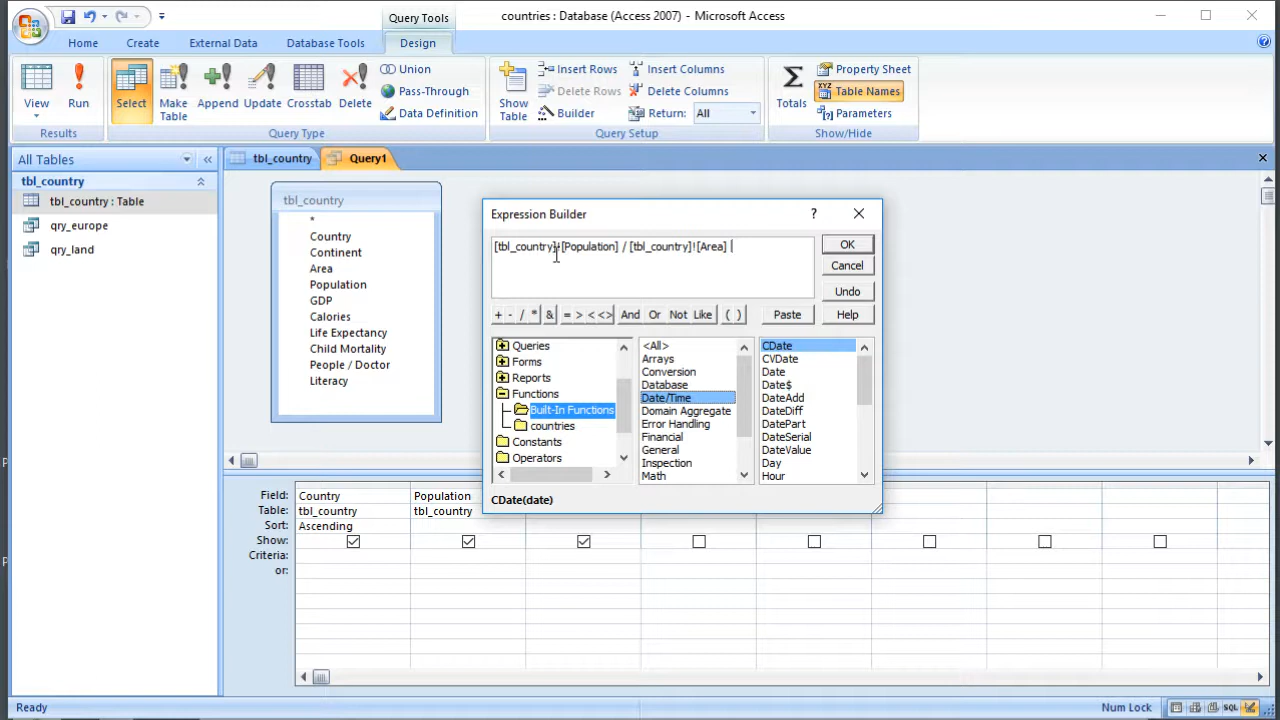 Query Tools
countries : Database (Access 2007) - Microsoft Access
Home
Create
External Data
Database Tools
Design
View
Run
Select
Make Table
Append
Update
Crosstab
Delete
Union
Pass-Through
Data Definition
Show Table
Insert Rows
Delete Rows
Builder
Insert Columns
Delete Columns
Return: All
Totals
Property Sheet
XYZ Table Names
Parameters
Results
Query Type
Query Setup
Show/Hide
All Tables
tbl_country
tbl_country : Table
qry_europe
qry_land
tbl_country
Query1
tbl_country
*
Country
Continent
Area
Population
GDP
Calories
Life Expectancy
Child Mortality
People / Doctor
Literacy
Expression Builder
?
[tbl_country]![Population] / [tbl_country]![Area]
OK
Cancel
Undo
Help
+ - / * & = > < <> And Or Not Like ( ) Paste
Queries
Forms
Reports
Functions
Built-In Functions
countries
Constants
Operators
<All>
Arrays
Conversion
Database
Date/Time
Domain Aggregate
Error Handling
Financial
General
Inspection
Math
CDate
CVDate
Date
Date$
DateAdd
DateDiff
DatePart
DateSerial
DateValue
Day
Hour
CDate(date)
Field: Country Population
Table: tbl_country tbl_country
Sort: Ascending
Show:
Criteria:
or:
Ready
Num Lock
SQL